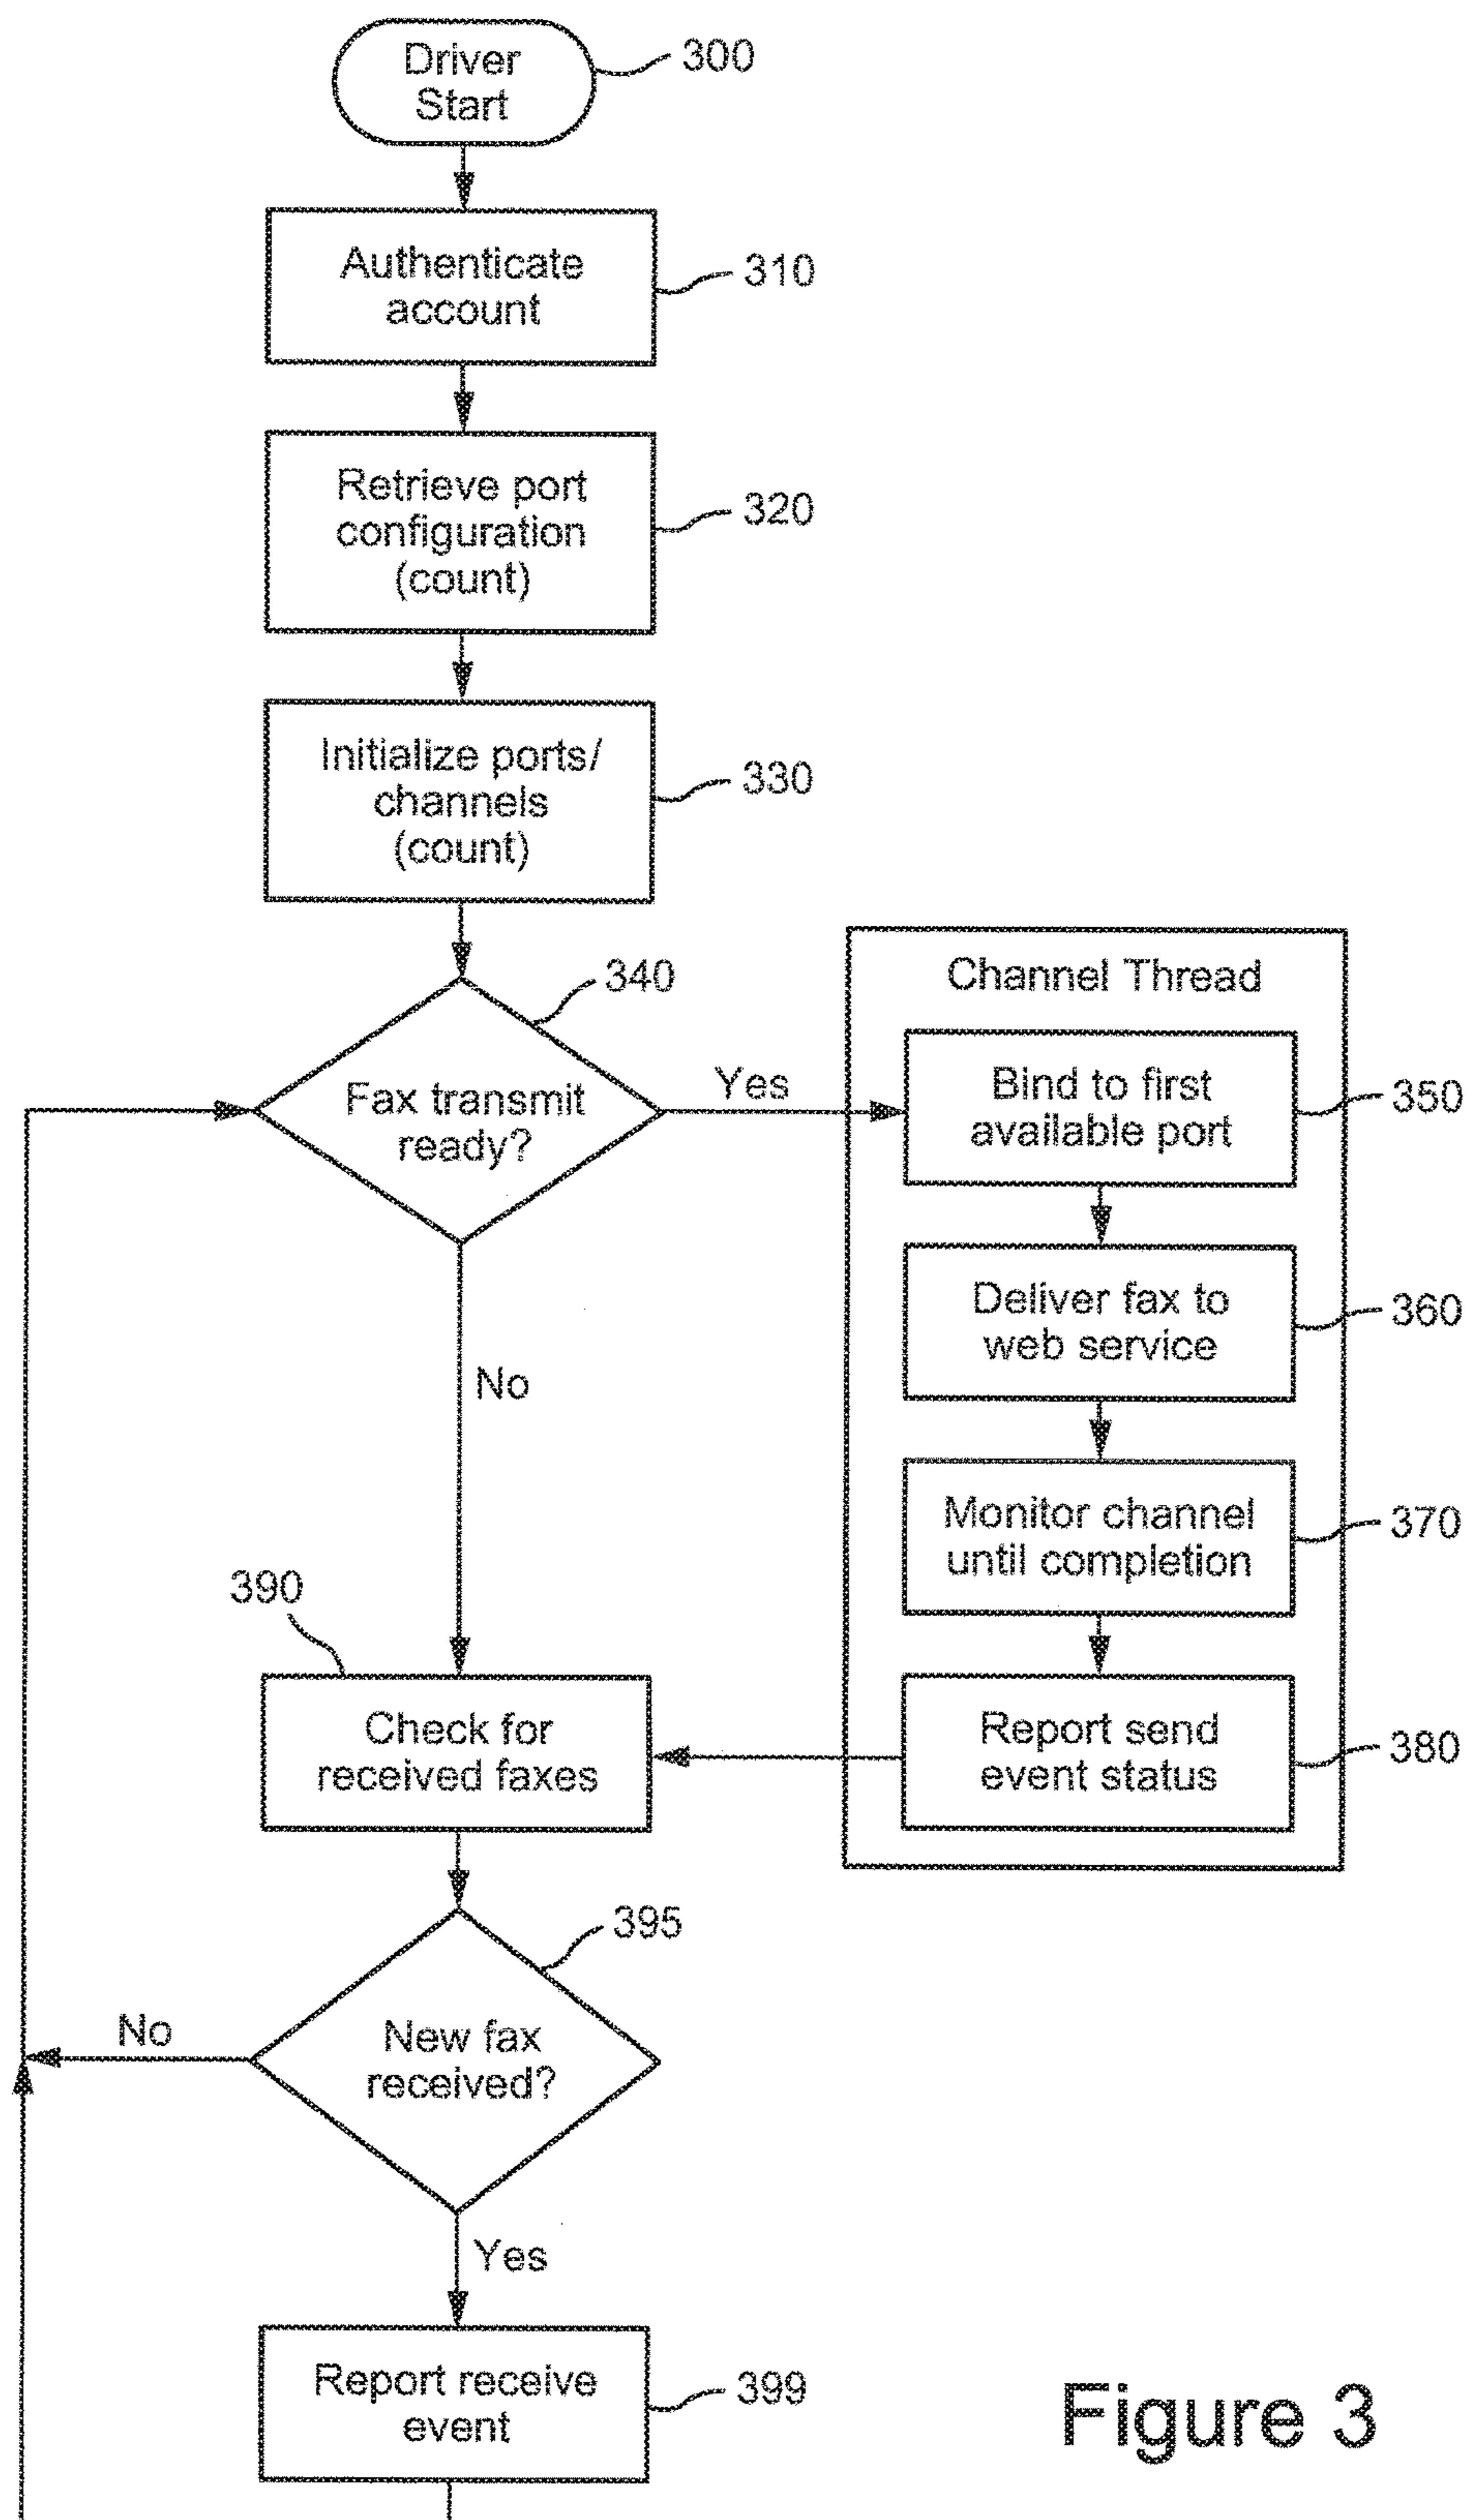 Driver
Start
300
Authenticate
account
310
Retrieve port
configuration
(count)
320
Initialize ports/
channels
(count)
330
340
Fax transmit
ready?
Yes
No
Channel Thread
Bind to first
available port
350
Deliver fax to
web service
360
Monitor channel
until completion
370
Report send
event status
380
390
Check for
received faxes
395
New fax
received?
No
Yes
Report receive
event
399
Figure 3